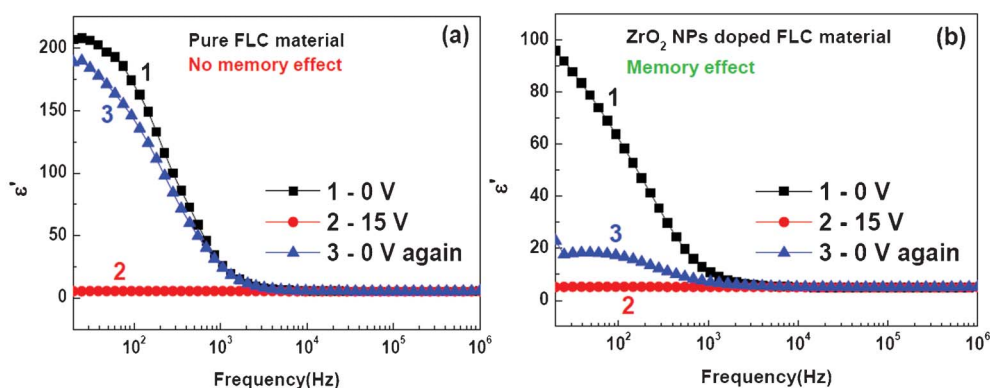 (a)
Pure FLC material
No memory effect
1
3
2
1 - 0 V
2 - 15 V
3 - 0 V again
200
150
100
50
0
ε'
10² 10³ 10⁴ 10⁵ 10⁶
Frequency(Hz)
ZrO₂ NPs doped FLC material
(b)
Memory effect
1
3
2
1 - 0 V
2 - 15 V
3 - 0 V again
100
80
60
40
20
0
ε'
10² 10³ 10⁴ 10⁵ 10⁶
Frequency(Hz)